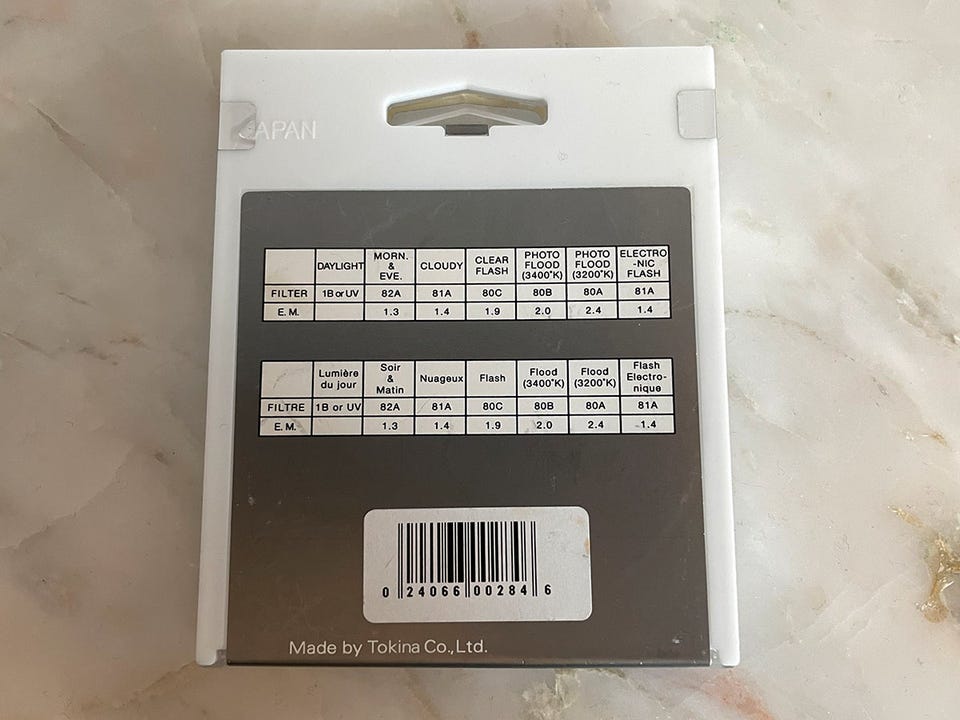 JAPAN
DAYLIGHT MORN. & EVE. CLOUDY CLEAR FLASH PHOTO FLOOD (3400°K) PHOTO FLOOD (3200°K) ELECTRO-NIC FLASH
FILTER 1B or UV 82A 81A 80C 80B 80A 81A
E.M. 1.3 1.4 1.9 2.0 2.4 1.4
Lumière du jour Soir & Matin Nuageux Flash Flood (3400°K) Flood (3200°K) Flash Electro-nique
FILTRE 1B or UV 82A 81A 80C 80B 80A 81A
E.M. 1.3 1.4 1.9 2.0 2.4 1.4
0 24066 00284 6
Made by Tokina Co., Ltd.